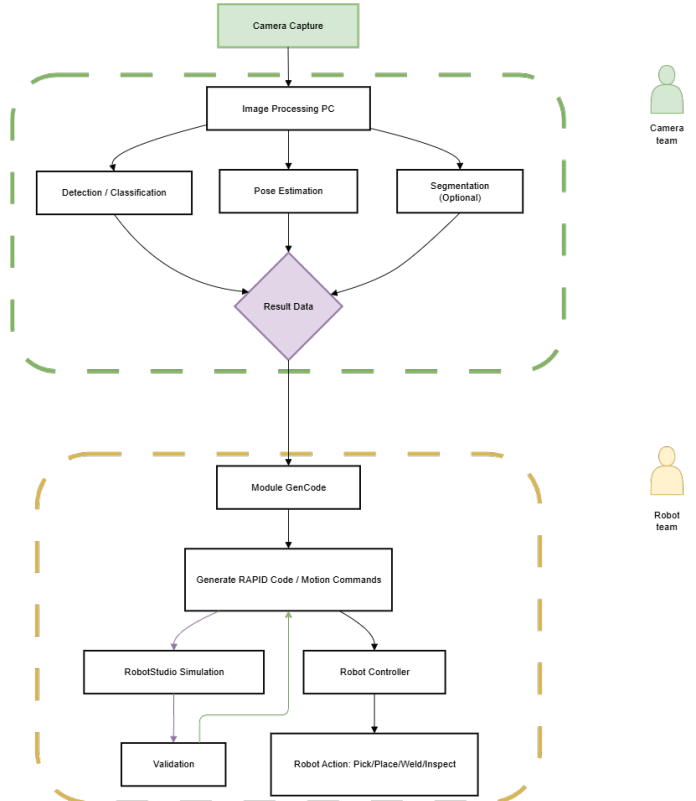 Camera Capture
Image Processing PC
Camera
team
Detection / Classification
Pose Estimation
Segmentation
(Optional)
Result Data
Module GenCode
Robot
team
Generate RAPID Code / Motion Commands
RobotStudio Simulation
Robot Controller
Validation
Robot Action: Pick/Place/Weld/Inspect